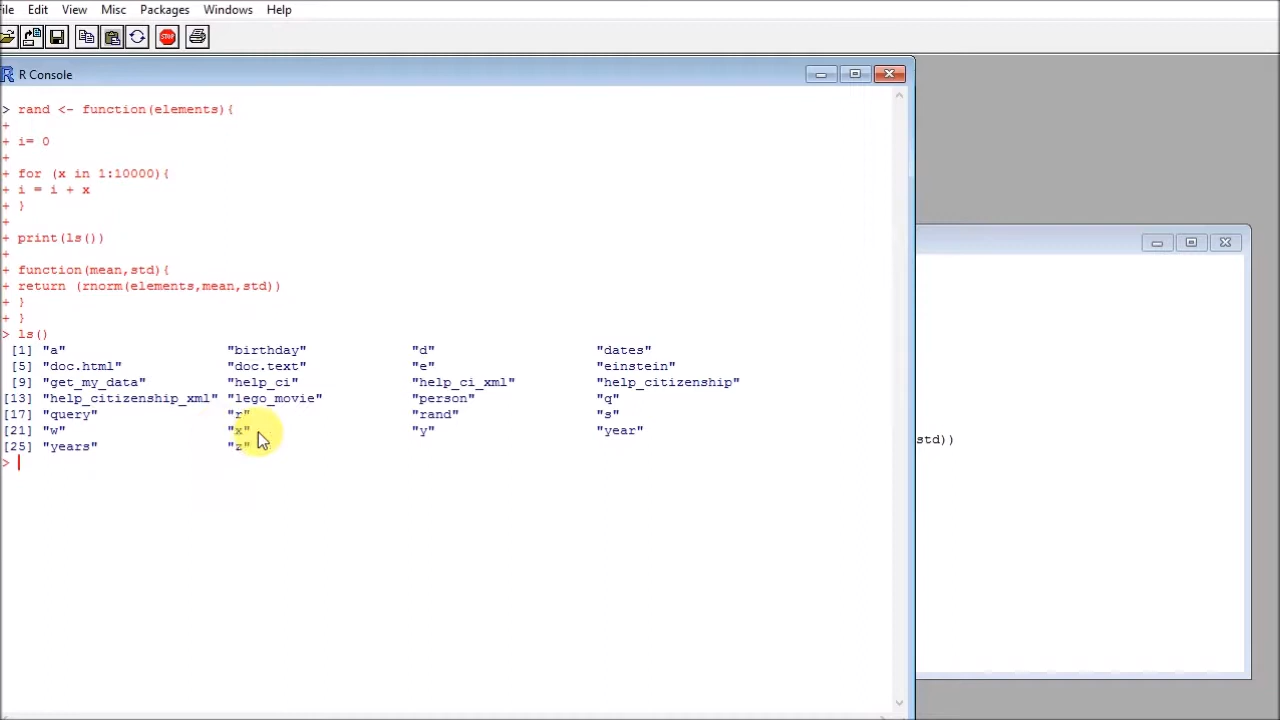 File Edit View Misc Packages Windows Help
STOP
R Console
> rand <- function(elements){
+
+ i= 0
+
+ for (x in 1:10000){
+ i = i + x
+ }
+
+ print(ls())
+
+ function(mean,std){
+ return (rnorm(elements,mean,std))
+ }
+ }
> ls()
[1] "a" "birthday" "d" "dates"
[5] "doc.html" "doc.text" "e" "einstein"
[9] "get_my_data" "help_ci" "help_ci_xml" "help_citizenship"
[13] "help_citizenship_xml" "lego_movie" "person" "q"
[17] "query" "r" "rand" "s"
[21] "w" "x" "y" "year"
[25] "years" "z"
>
std))